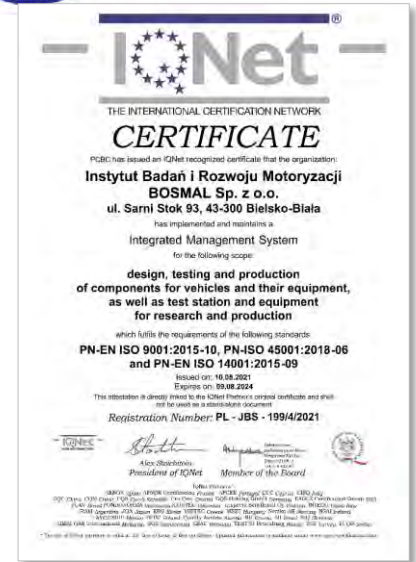 ®
IQNet
THE INTERNATIONAL CERTIFICATION NETWORK
CERTIFICATE
PCBC has issued an IQNet recognized certificate that the organization:
Instytut Badań i Rozwoju Motoryzacji
BOSMAL Sp. z o.o.
ul. Sarni Stok 93, 43-300 Bielsko-Biała
has implemented and maintains a
Integrated Management System
for the following scope:
design, testing and production
of components for vehicles and their equipment,
as well as test station and equipment
for research and production
which fulfils the requirements of the following standards
PN-EN ISO 9001:2015-10, PN-ISO 45001:2018-06
and PN-EN ISO 14001:2015-09
Issued on: 10.08.2021
Expires on: 09.08.2024
This attestation is directly linked to the IQNet Partner's original certificate and shall
not be used as a stand-alone document
Registration Number: PL - JBS - 199/4/2021
IQNET
Alex Stoichitoiu
President of IQNet
Member of the Board
IQNet Partners*: